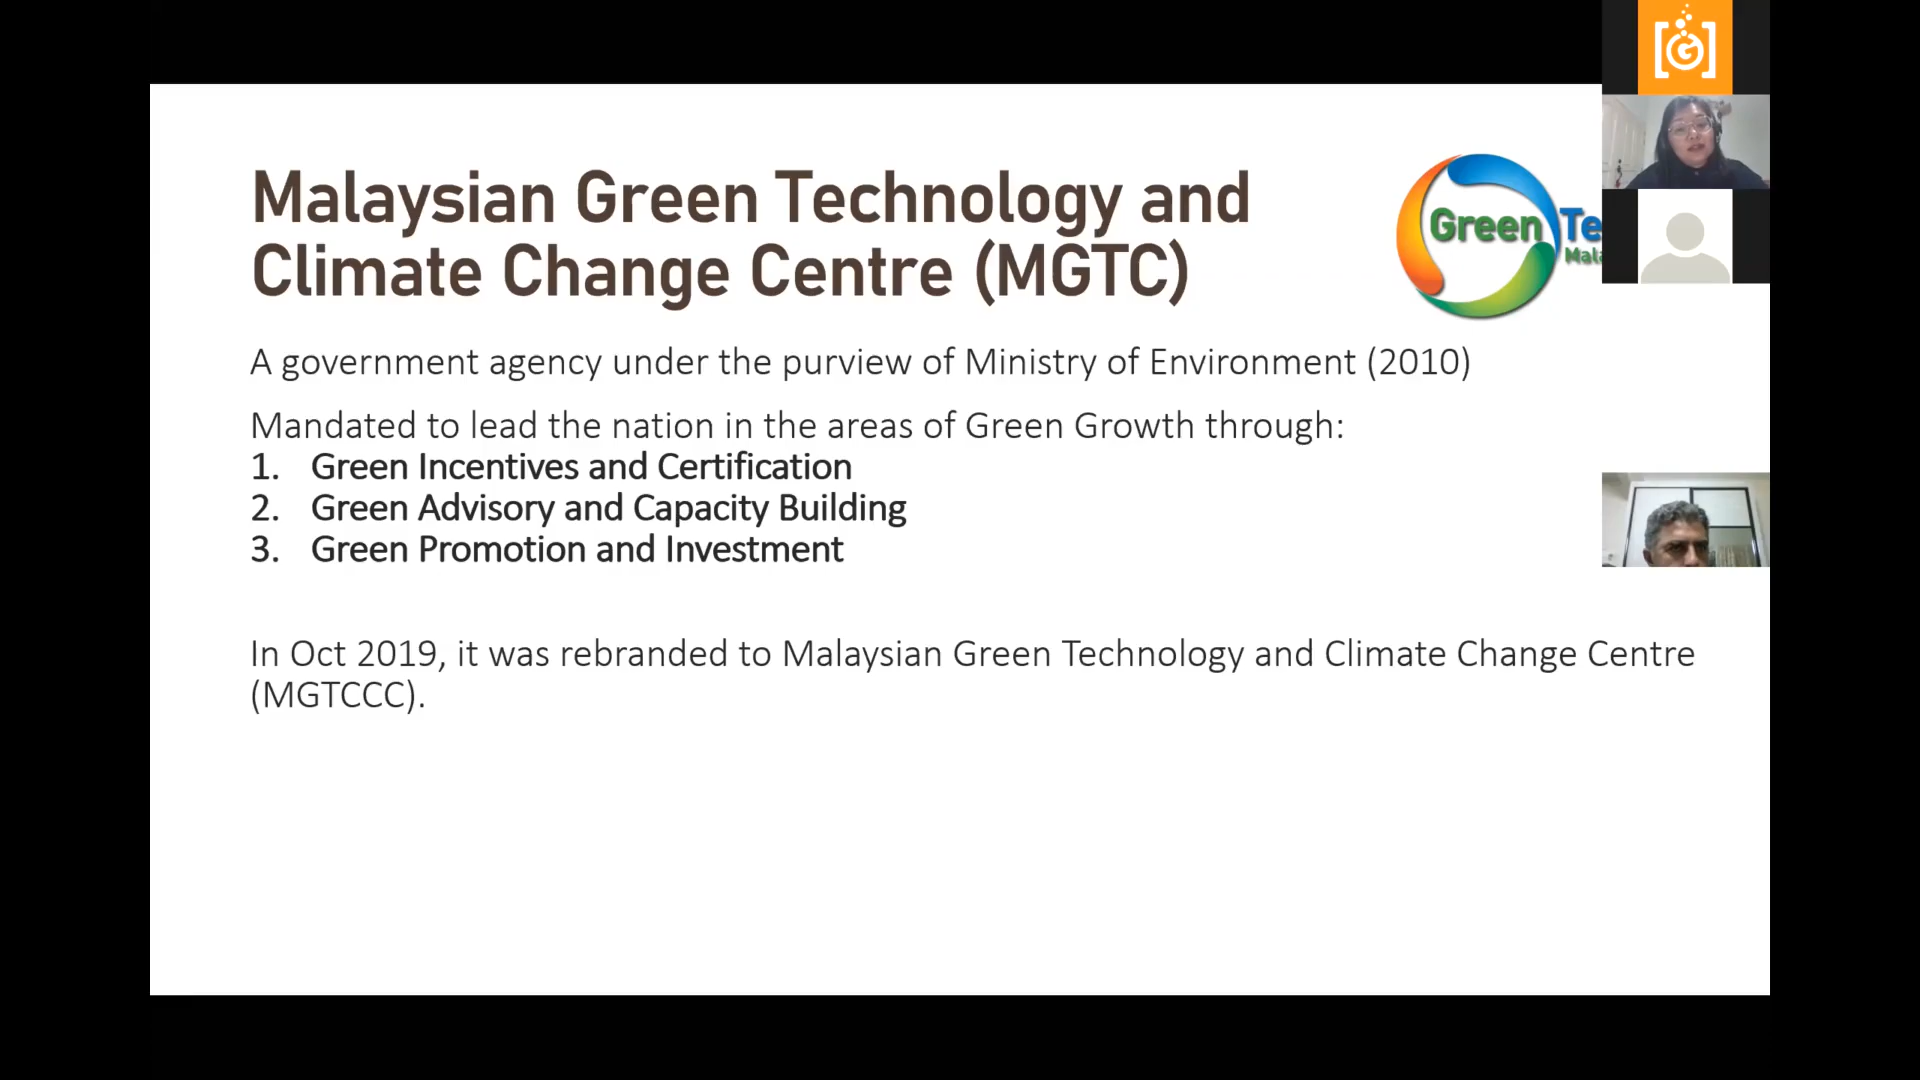 Malaysian Green Technology and
Climate Change Centre (MGTC)
Green Te
Mala
A government agency under the purview of Ministry of Environment (2010)
Mandated to lead the nation in the areas of Green Growth through:
1. Green Incentives and Certification
2. Green Advisory and Capacity Building
3. Green Promotion and Investment
In Oct 2019, it was rebranded to Malaysian Green Technology and Climate Change Centre
(MGTCCC).
[G]